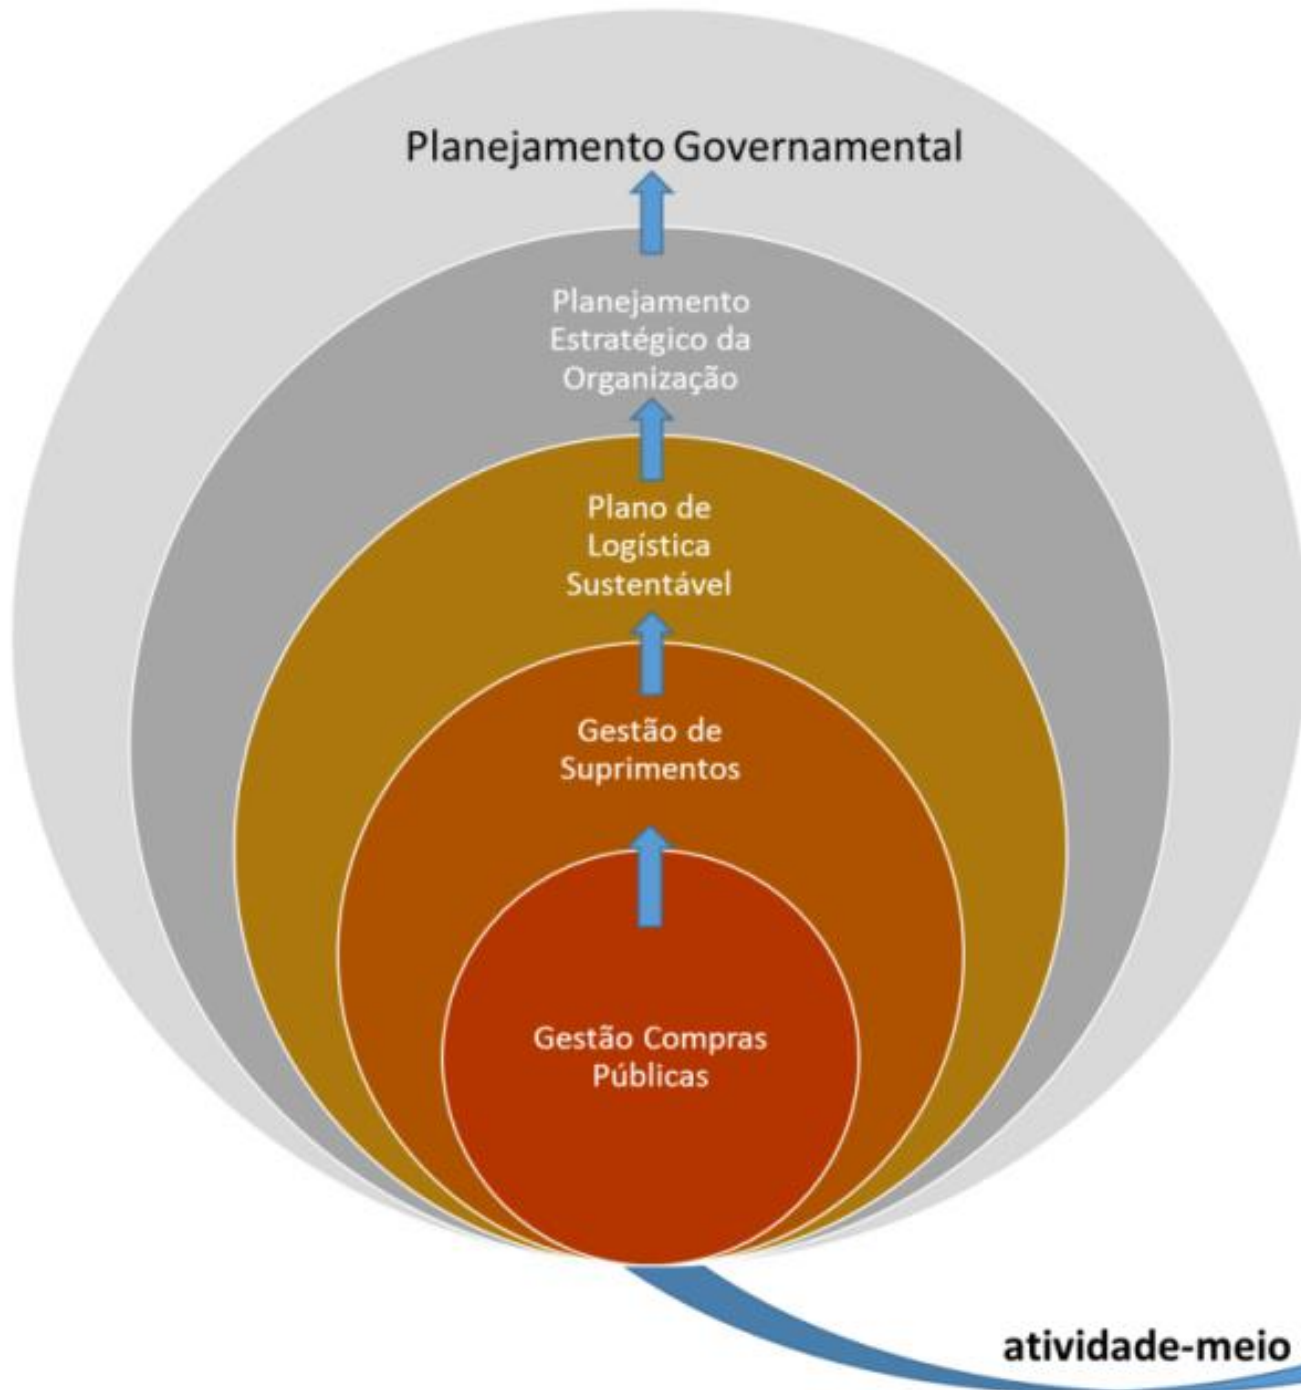 Planejamento Governamental
Planejamento
Estratégico da
Organização
Plano de
Logística
Sustentável
Gestão de
Suprimentos
Gestão Compras
Públicas
atividade-meio